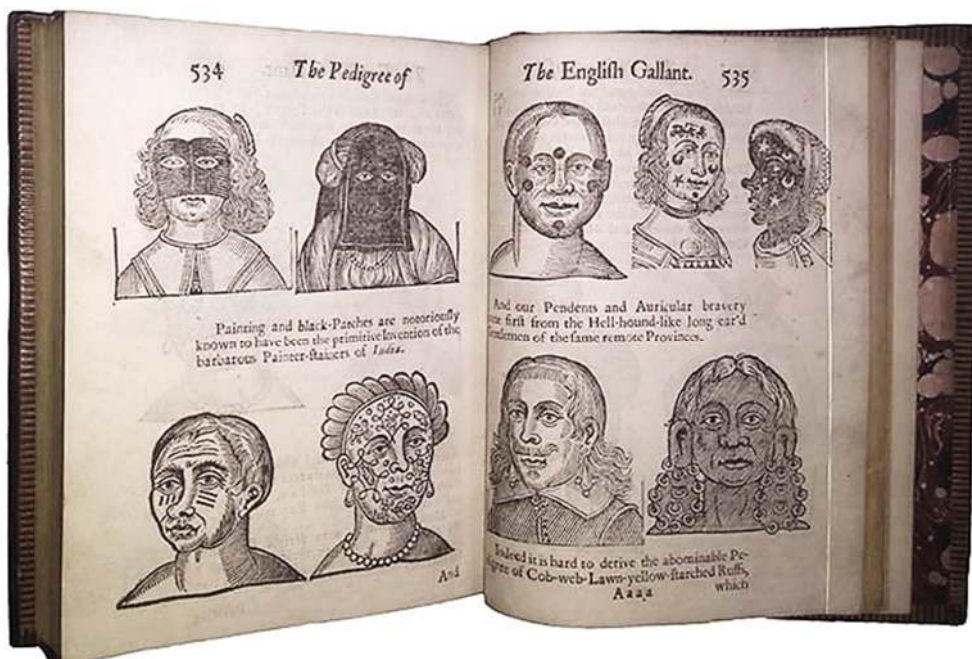 534 The Pedigree of
Painting and black-Patches are notoriously
known to have been the primitive Invention of the
barbarous Painter-ſtainers of India.
And
The Engliſh Gallant. 535
And our Pendents and Auricular bravery
firſt from the Hell-hound-like long ear'd
of the ſame remote Provinces.
Indeed it is hard to derive the abominable Pe-
of Cob-web-Lawn-yellow-ſtarched Ruffs,
Aaaa which